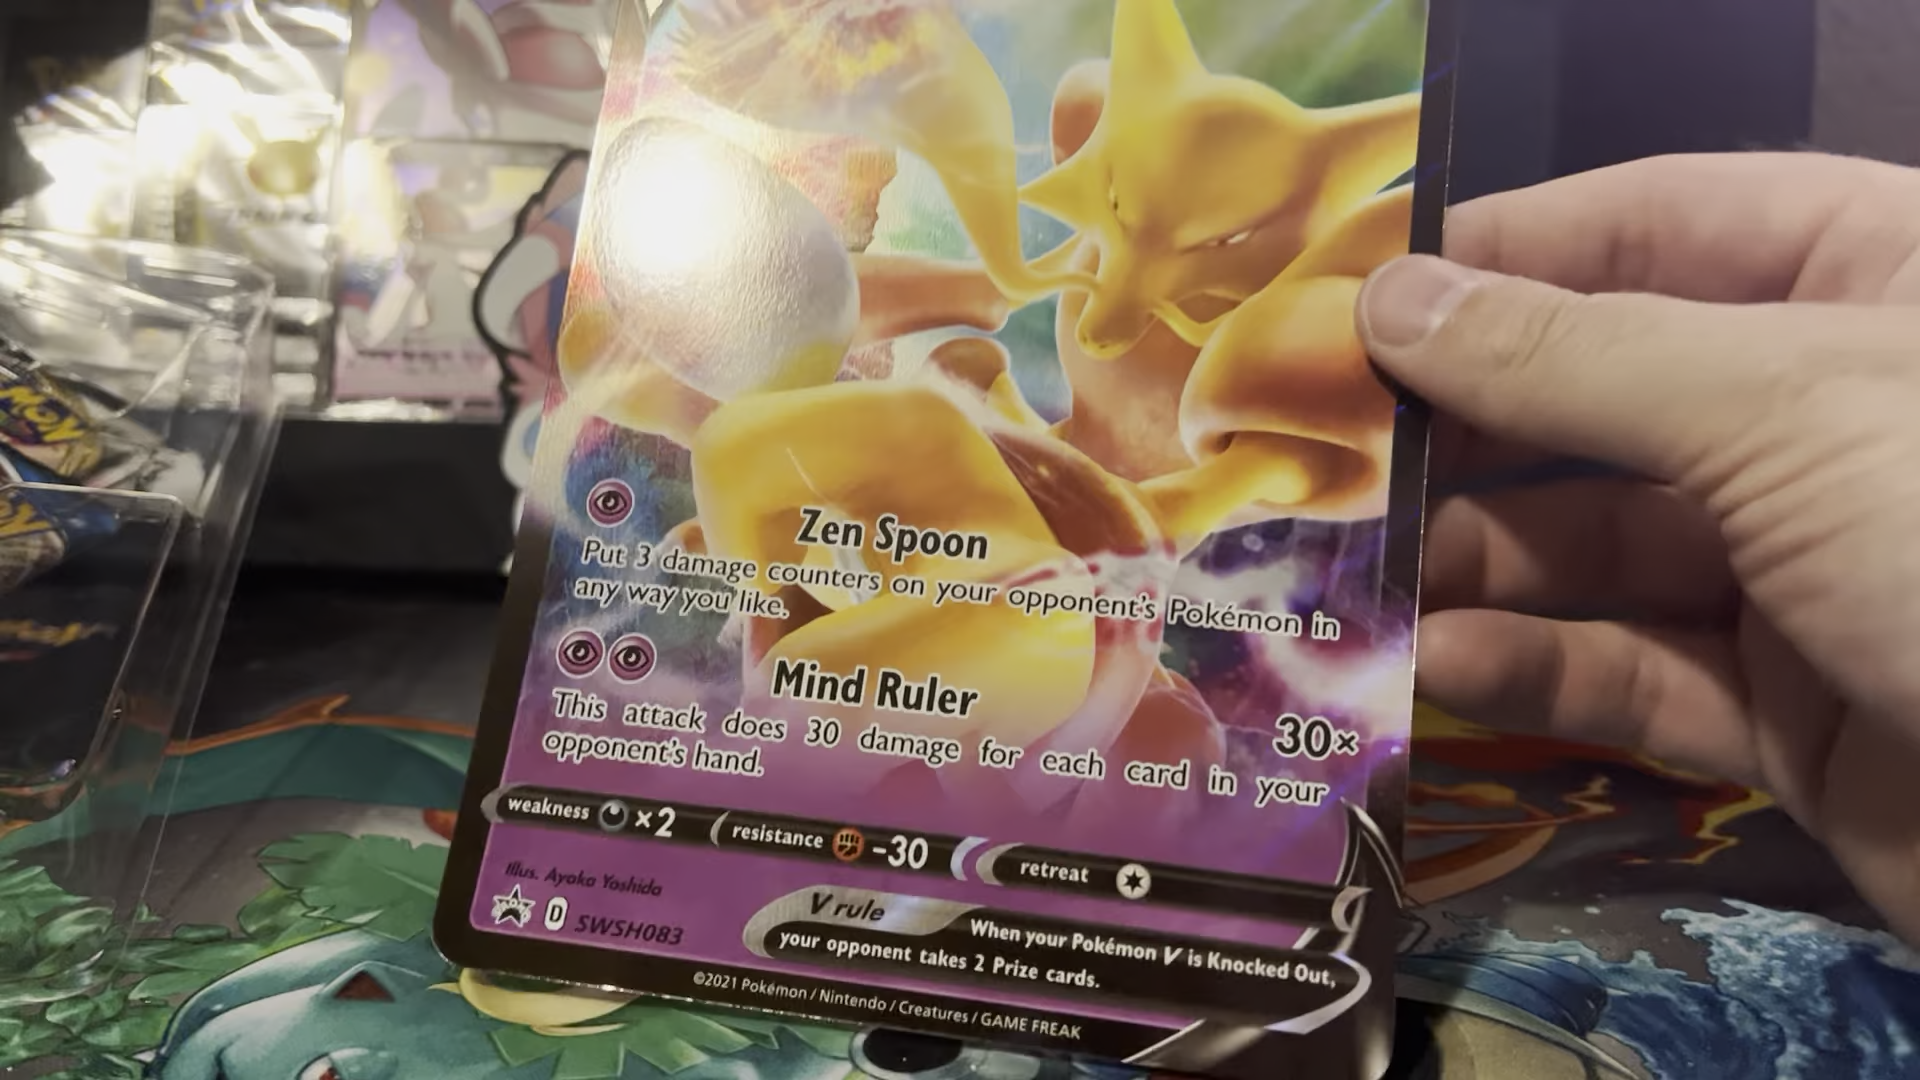 Zen Spoon
Put 3 damage counters on your opponent's Pokémon in
any way you like.
Mind Ruler
30×
This attack does 30 damage for each card in your
opponent's hand.
weakness ×2 resistance -30 retreat
Illus. Ayaka Yoshida
D SWSH083
V rule
When your Pokémon V is Knocked Out,
your opponent takes 2 Prize cards.
©2021 Pokémon / Nintendo / Creatures / GAME FREAK